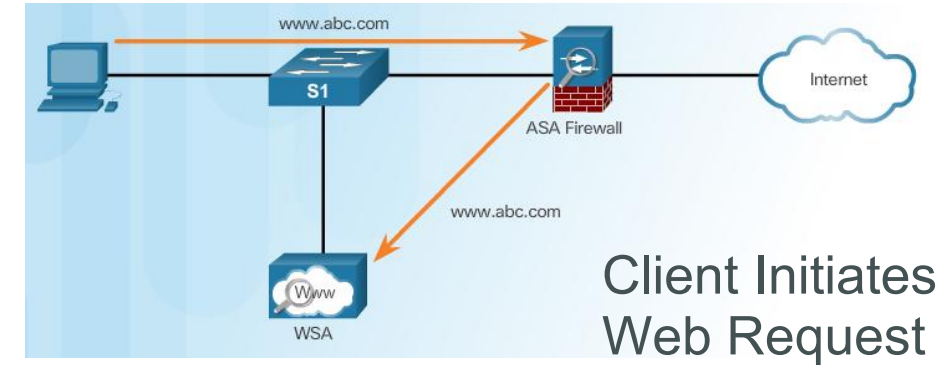 www.abc.com
S1
Internet
ASA Firewall
www.abc.com
Www
WSA
Client Initiates
Web Request